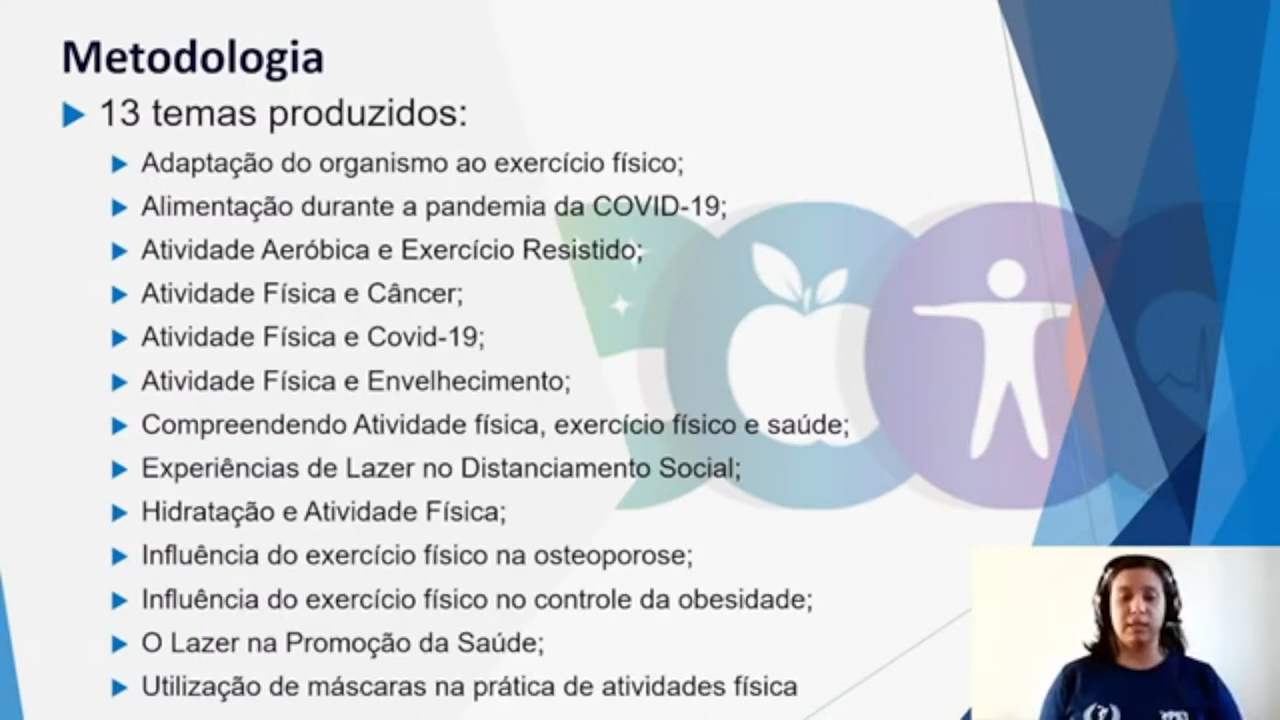 Metodologia
13 temas produzidos:
Adaptação do organismo ao exercício físico;
Alimentação durante a pandemia da COVID-19;
Atividade Aeróbica e Exercício Resistido;
Atividade Física e Câncer;
Atividade Física e Covid-19;
Atividade Física e Envelhecimento;
Compreendendo Atividade física, exercício físico e saúde;
Experiências de Lazer no Distanciamento Social;
Hidratação e Atividade Física;
Influência do exercício físico na osteoporose;
Influência do exercício físico no controle da obesidade;
O Lazer na Promoção da Saúde;
Utilização de máscaras na prática de atividades física